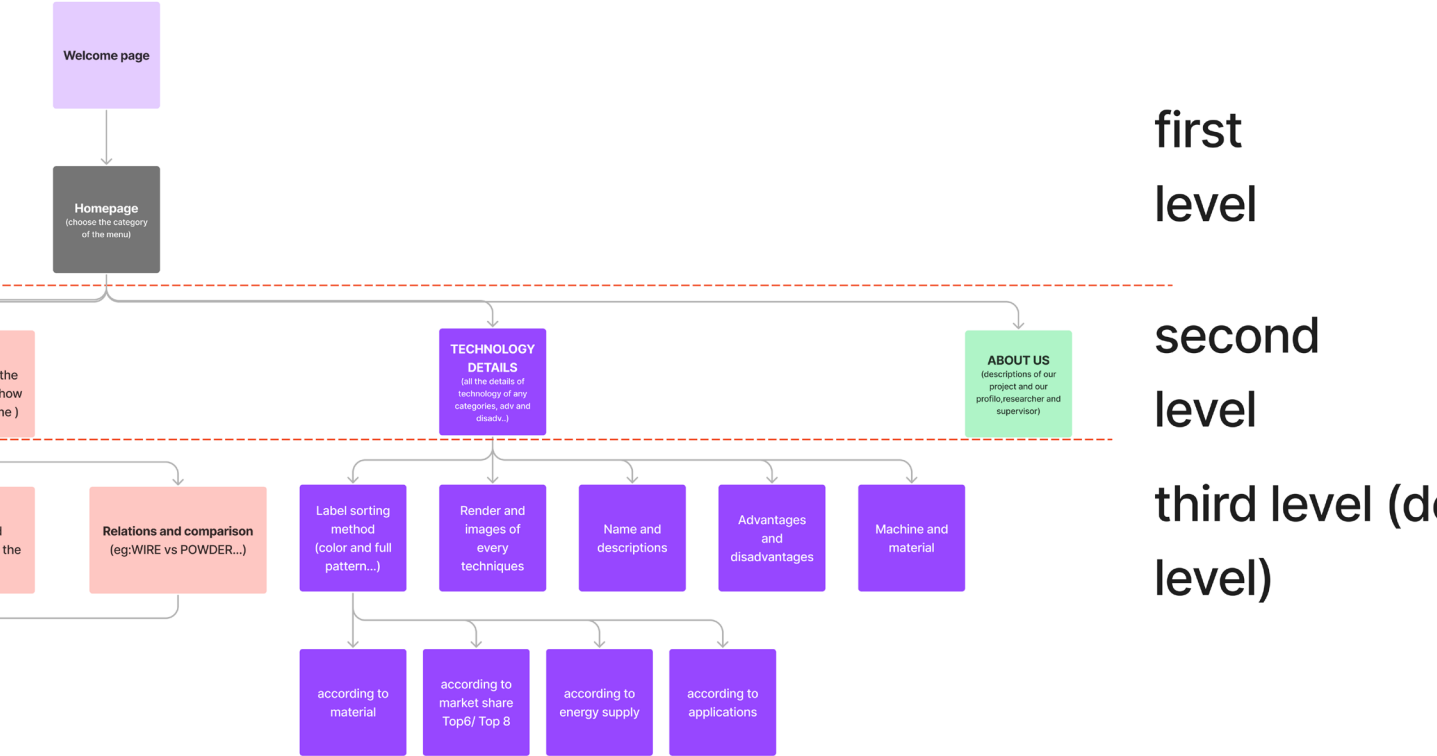 Welcome page
Homepage
(choose the category
of the menu)
first
level
the
how
ne )
TECHNOLOGY
DETAILS
(all the details of
technology of any
categories, adv and
disadv..)
ABOUT US
(descriptions of our
project and our
profilo,researcher and
supervisor)
second
level
the
Relations and comparison
(eg:WIRE vs POWDER...)
Label sorting
method
(color and full
pattern...)
Render and
images of
every
techniques
Name and
descriptions
Advantages
and
disadvantages
Machine and
material
third level (de
level)
according to
material
according to
market share
Top6/ Top 8
according to
energy supply
according to
applications